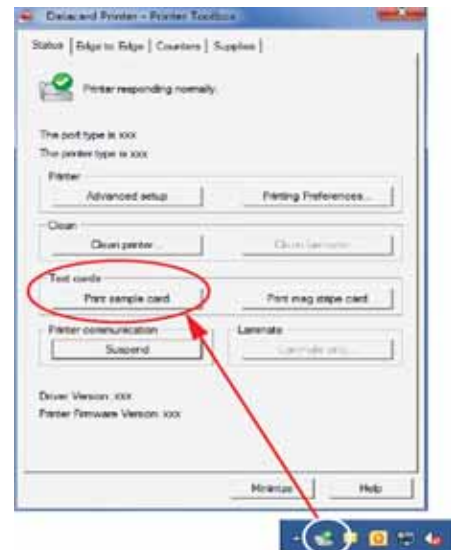 Datacard Printer - Printer Toolbox
Status Edge to Edge Counters Supplies
Printer responding normally.
The port type is xxx
The printer type is xxx
Printer
Advanced setup Printing Preferences...
Clean
Clean printer... Clean laminator...
Test cards
Print sample card Print mag stripe card
Printer communication Laminate
Suspend Laminate only...
Driver Version: xxx
Printer Firmware Version: xxx
Minimize Help